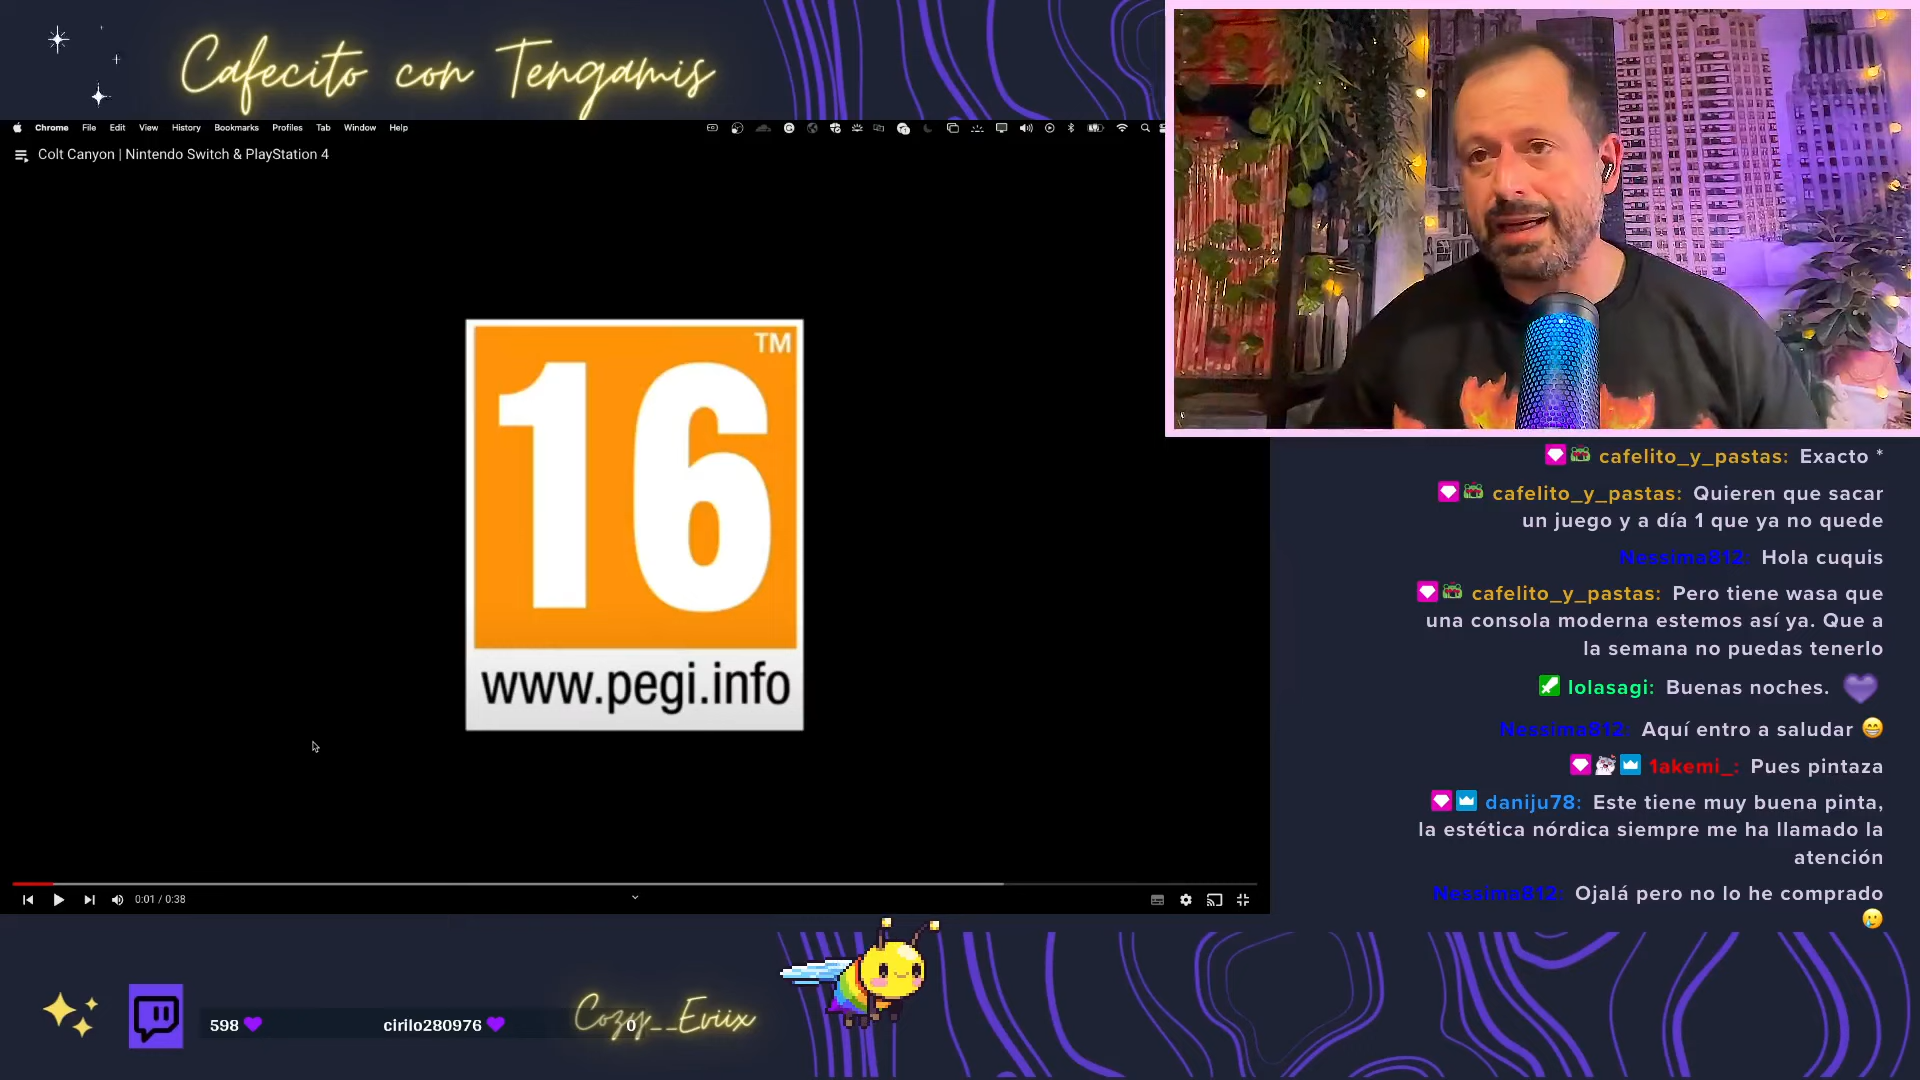 Cafecito con Tengamis
Chrome File Edit View History Bookmarks Profiles Tab Window Help
Colt Canyon | Nintendo Switch & PlayStation 4
TM
16
www.pegi.info
0:01 / 0:38
cafelito_y_pastas: Exacto *
cafelito_y_pastas: Quieren que sacar
un juego y a día 1 que ya no quede
Nessima812: Hola cuquis
cafelito_y_pastas: Pero tiene wasa que
una consola moderna estemos así ya. Que a
la semana no puedas tenerlo
lolasagi: Buenas noches. 💜
Nessima812: Aquí entro a saludar 😁
1akemi_: Pues pintaza
daniju78: Este tiene muy buena pinta,
la estética nórdica siempre me ha llamado la
atención
Nessima812: Ojalá pero no lo he comprado
🥲
598 💜 cirilo280976 💜 0
Cozy__Eviix